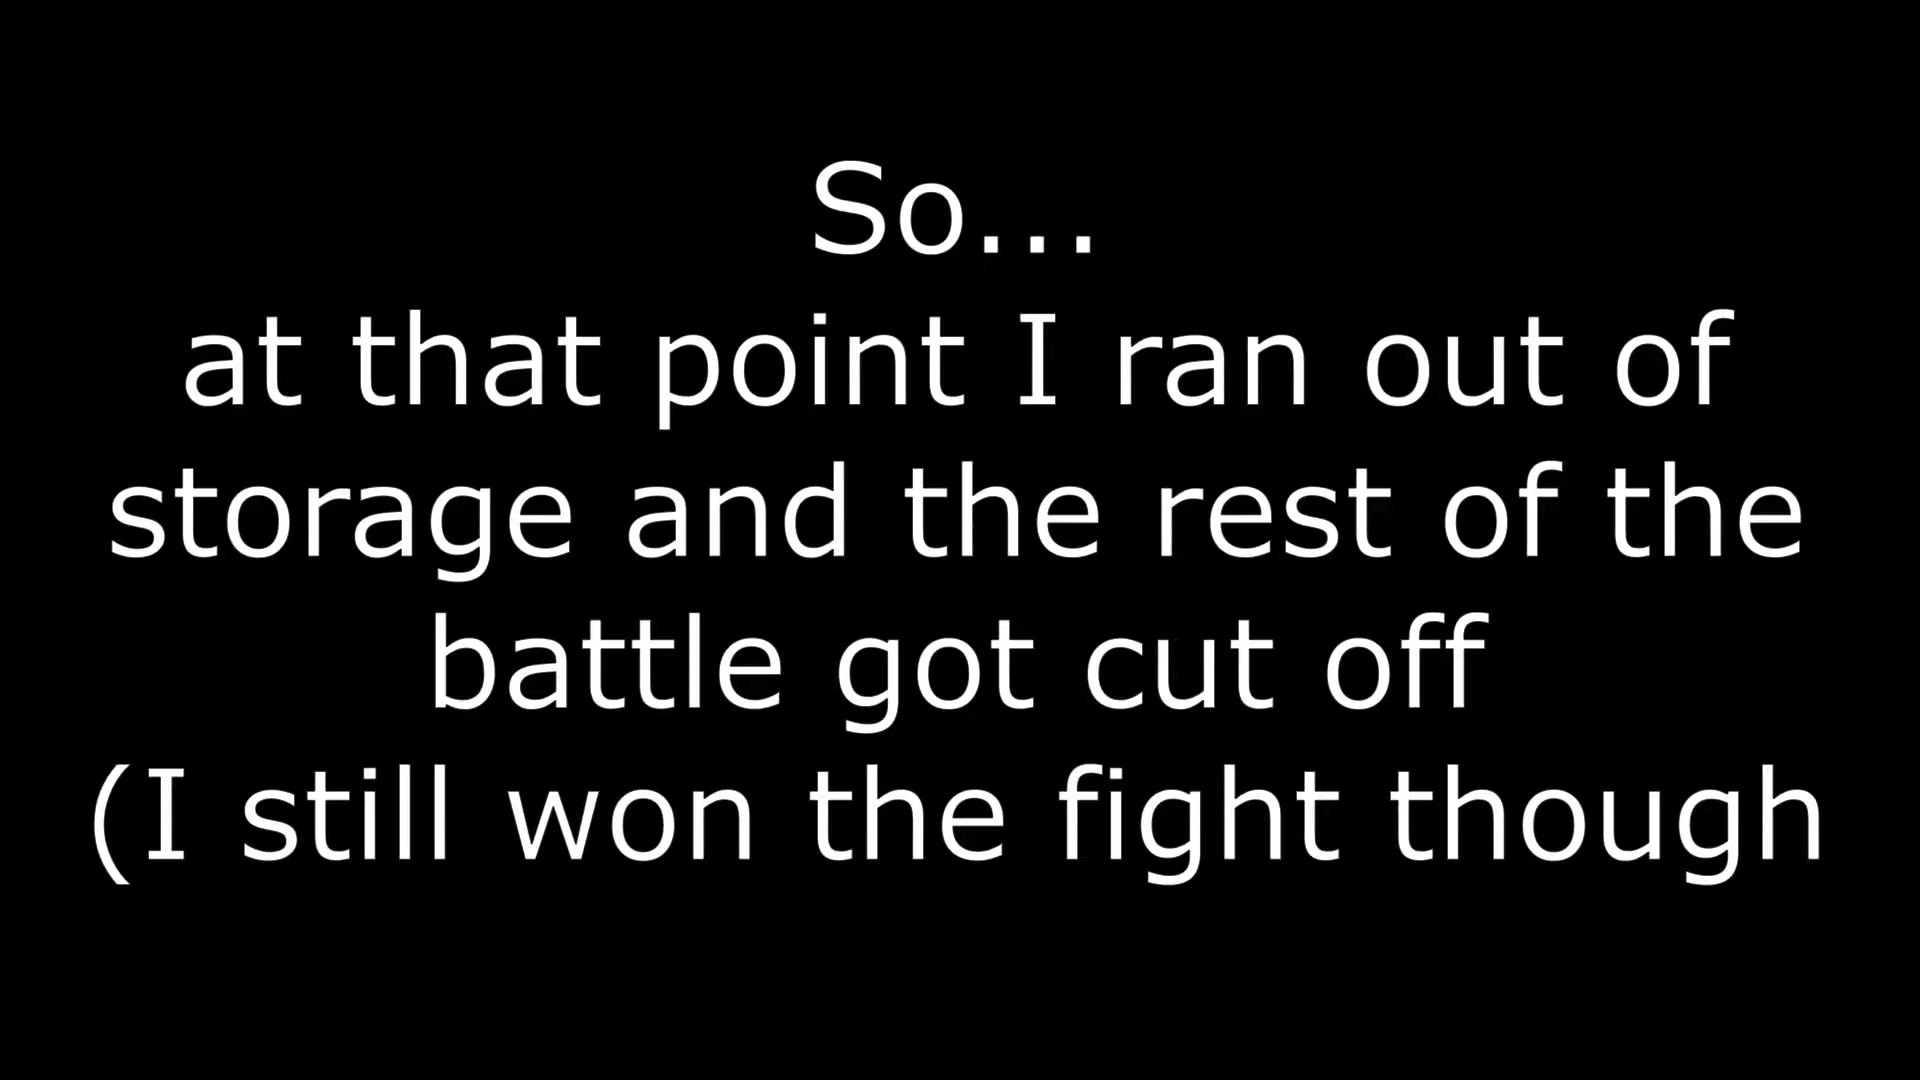 So...
at that point I ran out of
storage and the rest of the
battle got cut off
(I still won the fight though